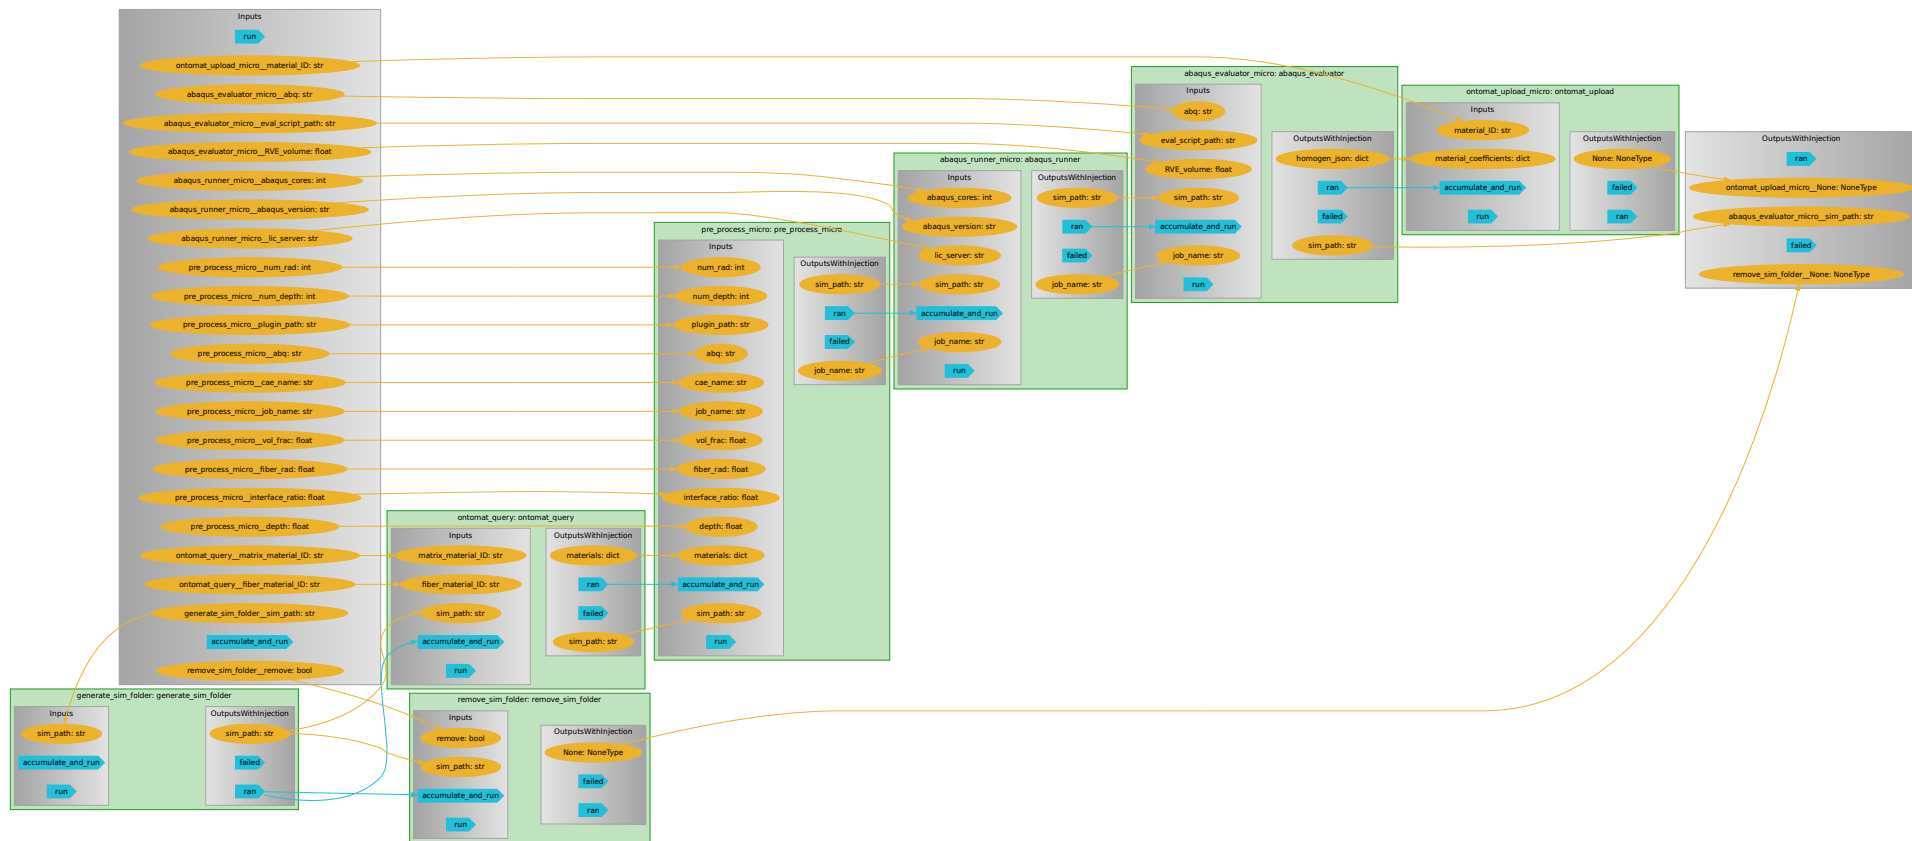 Inputs
run
ontomat_upload_micro__material_ID: str
abaqus_evaluator_micro__abq: str
abaqus_evaluator_micro__eval_script_path: str
abaqus_evaluator_micro__RVE_volume: float
abaqus_runner_micro__abaqus_cores: int
abaqus_runner_micro__abaqus_version: str
abaqus_runner_micro__lic_server: str
pre_process_micro__num_rad: int
pre_process_micro__num_depth: int
pre_process_micro__plugin_path: str
pre_process_micro__abq: str
pre_process_micro__cae_name: str
pre_process_micro__job_name: str
pre_process_micro__vol_frac: float
pre_process_micro__fiber_rad: float
pre_process_micro__interface_ratio: float
pre_process_micro__depth: float
ontomat_query__matrix_material_ID: str
ontomat_query__fiber_material_ID: str
generate_sim_folder__sim_path: str
accumulate_and_run
remove_sim_folder__remove: bool
generate_sim_folder: generate_sim_folder
Inputs
sim_path: str
accumulate_and_run
run
OutputsWithInjection
sim_path: str
failed
ran
ontomat_query: ontomat_query
Inputs
matrix_material_ID: str
fiber_material_ID: str
sim_path: str
accumulate_and_run
run
OutputsWithInjection
materials: dict
ran
failed
sim_path: str
remove_sim_folder: remove_sim_folder
Inputs
remove: bool
sim_path: str
accumulate_and_run
run
OutputsWithInjection
None: NoneType
failed
ran
pre_process_micro: pre_process_micro
Inputs
num_rad: int
num_depth: int
plugin_path: str
abq: str
cae_name: str
job_name: str
vol_frac: float
fiber_rad: float
interface_ratio: float
depth: float
materials: dict
accumulate_and_run
sim_path: str
run
OutputsWithInjection
sim_path: str
ran
failed
job_name: str
abaqus_runner_micro: abaqus_runner
Inputs
abaqus_cores: int
abaqus_version: str
lic_server: str
sim_path: str
accumulate_and_run
job_name: str
run
OutputsWithInjection
sim_path: str
ran
failed
job_name: str
abaqus_evaluator_micro: abaqus_evaluator
Inputs
abq: str
eval_script_path: str
RVE_volume: float
sim_path: str
accumulate_and_run
job_name: str
run
OutputsWithInjection
homogen_json: dict
ran
failed
sim_path: str
ontomat_upload_micro: ontomat_upload
Inputs
material_ID: str
material_coefficients: dict
accumulate_and_run
run
OutputsWithInjection
None: NoneType
failed
ran
OutputsWithInjection
ran
ontomat_upload_micro__None: NoneType
abaqus_evaluator_micro__sim_path: str
failed
remove_sim_folder__None: NoneType